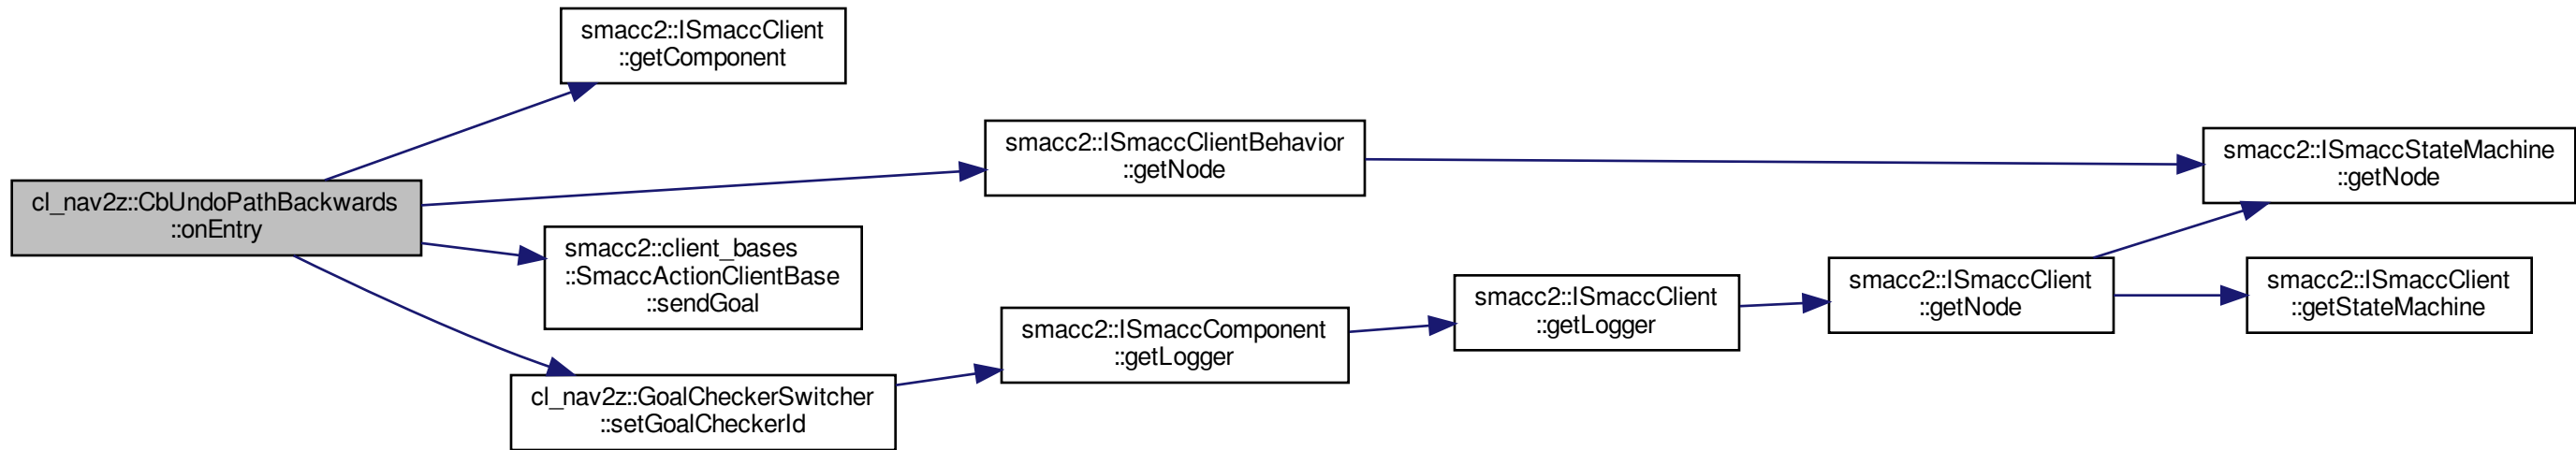 smacc2::ISmaccClient
::getComponent
smacc2::ISmaccClientBehavior
::getNode
smacc2::ISmaccStateMachine
::getNode
cl_nav2z::CbUndoPathBackwards
::onEntry
smacc2::client_bases
::SmaccActionClientBase
::sendGoal
smacc2::ISmaccClient
::getNode
smacc2::ISmaccClient
::getStateMachine
smacc2::ISmaccClient
::getLogger
smacc2::ISmaccComponent
::getLogger
cl_nav2z::GoalCheckerSwitcher
::setGoalCheckerId